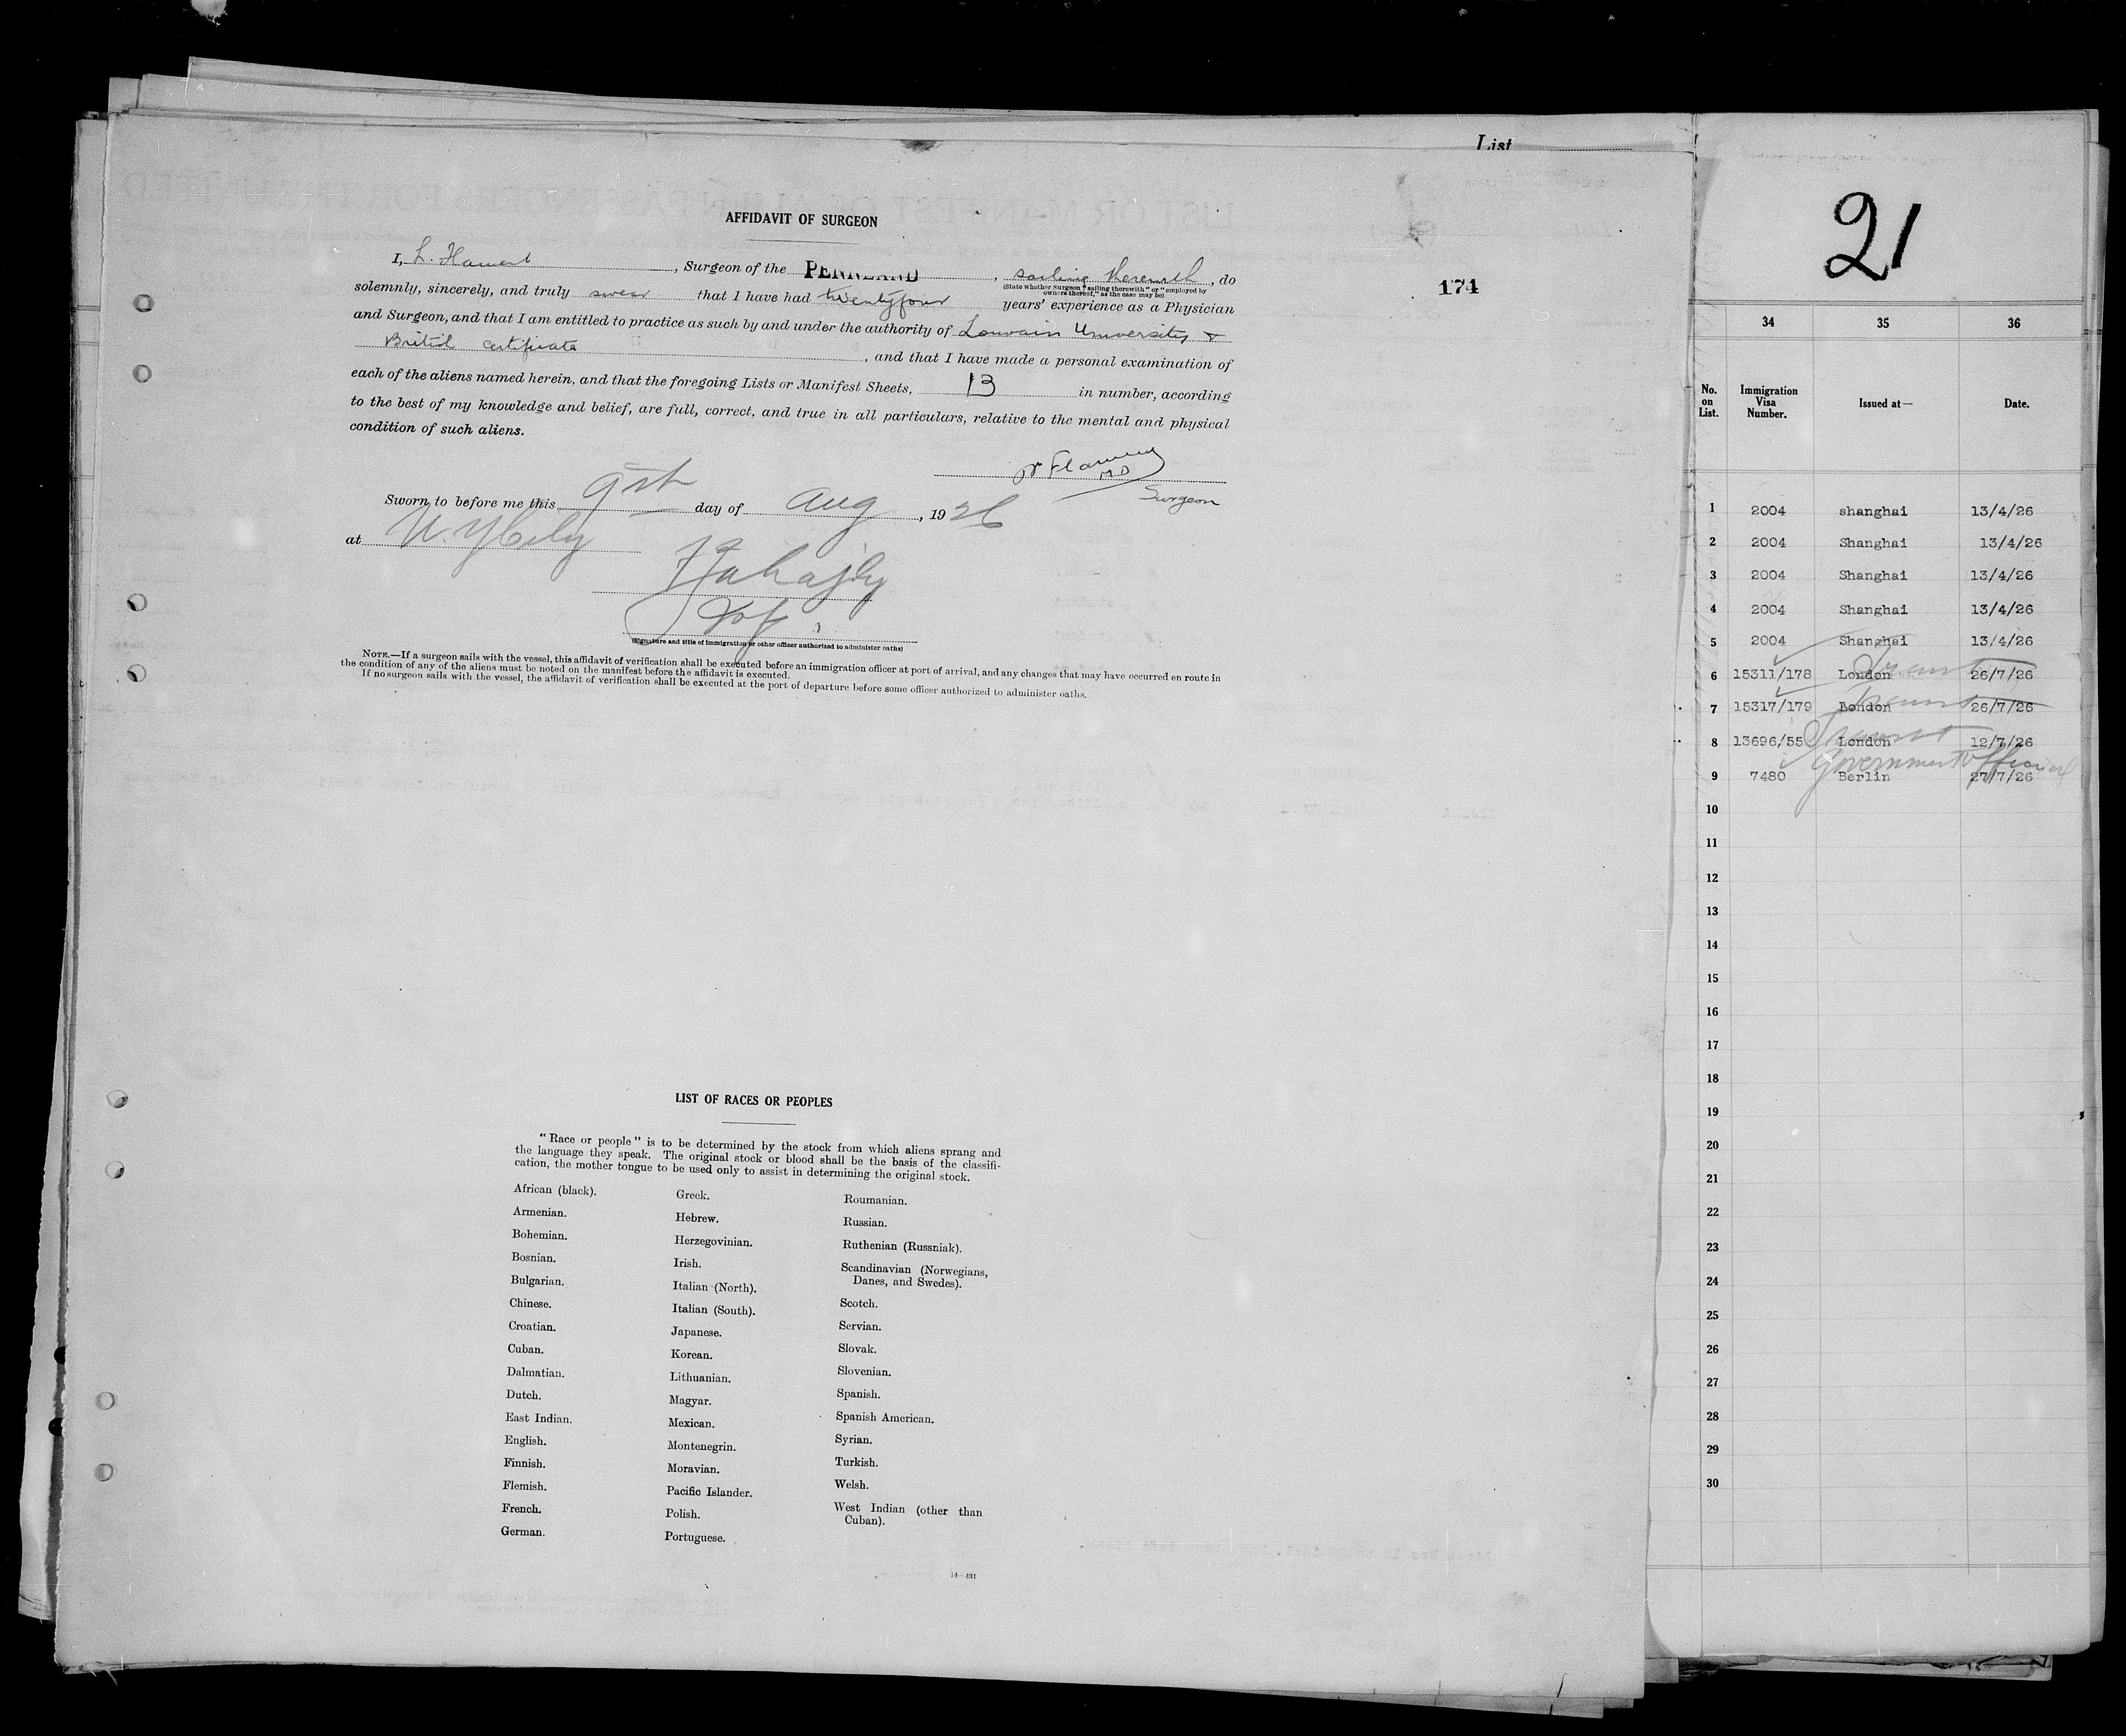 List
AFFIDAVIT OF SURGEON
I, L. , Surgeon of the PENNLAND , sailing therewith , do
(State whether Surgeon "sailing therewith" or "employed by
owners thereof," as the case may be)
solemnly, sincerely, and truly swear that I have had twentyfour years' experience as a Physician
and Surgeon, and that I am entitled to practice as such by and under the authority of Louvain University &
British certificate , and that I have made a personal examination of
each of the aliens named herein, and that the foregoing Lists or Manifest Sheets, 13 in number, according
to the best of my knowledge and belief, are full, correct, and true in all particulars, relative to the mental and physical
condition of such aliens.
MD
Surgeon
Sworn to before me this 9th day of Aug , 1926
at N.Y City
(Signature and title of immigration or other officer authorized to administer oaths)
NOTE.—If a surgeon sails with the vessel, this affidavit of verification shall be executed before an immigration officer at port of arrival, and any changes that may have occurred en route in
the condition of any of the aliens must be noted on the manifest before the affidavit is executed.
If no surgeon sails with the vessel, the affidavit of verification shall be executed at the port of departure before some officer authorized to administer oaths.
174
LIST OF RACES OR PEOPLES
"Race or people" is to be determined by the stock from which aliens sprang and
the language they speak. The original stock or blood shall be the basis of the classifi-
cation, the mother tongue to be used only to assist in determining the original stock.
African (black).
Armenian.
Bohemian.
Bosnian.
Bulgarian.
Chinese.
Croatian.
Cuban.
Dalmatian.
Dutch.
East Indian.
English.
Finnish.
Flemish.
French.
German.
Greek.
Hebrew.
Herzegovinian.
Irish.
Italian (North).
Italian (South).
Japanese.
Korean.
Lithuanian.
Magyar.
Mexican.
Montenegrin.
Moravian.
Pacific Islander.
Polish.
Portuguese.
Roumanian.
Russian.
Ruthenian (Russniak).
Scandinavian (Norwegians,
Danes, and Swedes).
Scotch.
Servian.
Slovak.
Slovenian.
Spanish.
Spanish American.
Syrian.
Turkish.
Welsh.
West Indian (other than
Cuban).
14—431
21
34 35 36
No. on List. Immigration Visa Number. Issued at— Date.
1 2004 shanghai 13/4/26
2 2004 Shanghai 13/4/26
3 2004 Shanghai 13/4/26
4 2004 Shanghai 13/4/26
5 2004 Shanghai 13/4/26
6 15311/178 London 26/7/26
7 15317/179 London 26/7/26
8 13696/55 London 12/7/26
Government Official
9 7480 Berlin 27/7/26
10
11
12
13
14
15
16
17
18
19
20
21
22
23
24
25
26
27
28
29
30